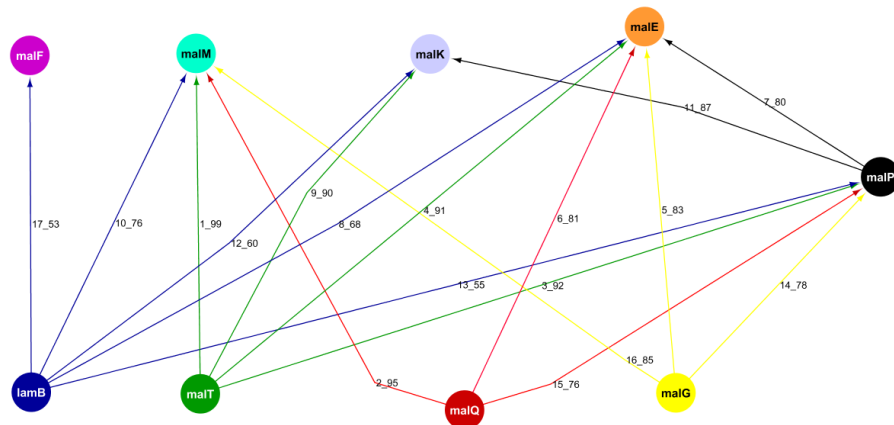 malE
malF
malM
malK
7_80
11_87
malP
9_90
4_91
5_83
6_81
17_53
10_76
1_99
8_68
12_60
13_55
3_92
14_78
16_85
2_95
15_76
lamB
malT
malG
malQ